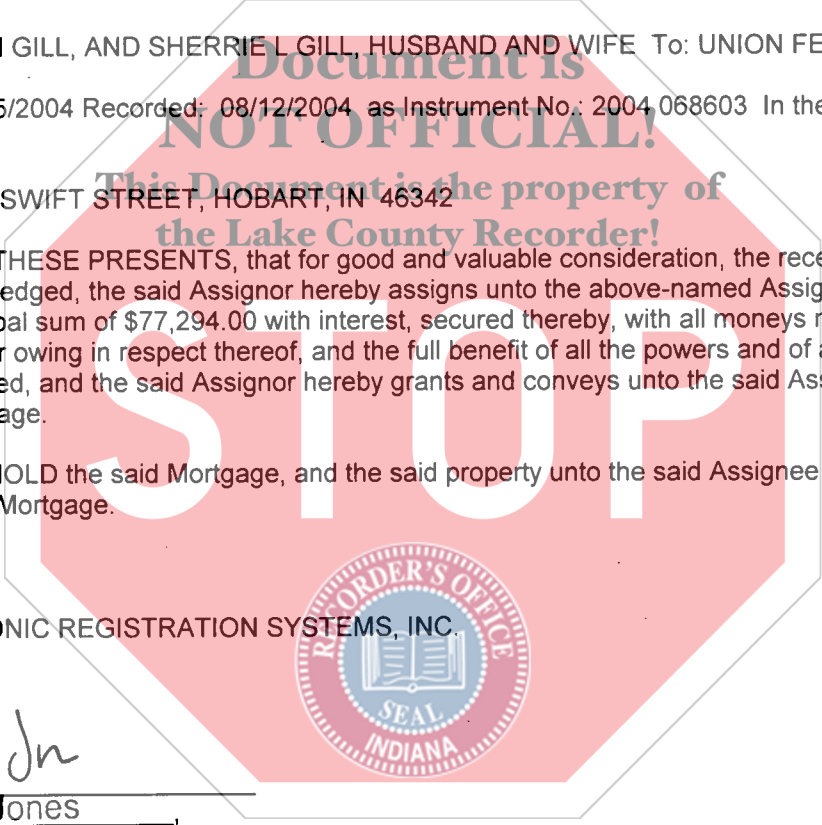 GILL, AND SHERRIE L GILL, HUSBAND AND WIFE To: UNION FE
Document is
5/2004 Recorded: 08/12/2004 as Instrument No.: 2004 068603 In the
NOT OFFICIAL!
This Document is the property of
SWIFT STREET, HOBART, IN 46342
the Lake County Recorder!
THESE PRESENTS, that for good and valuable consideration, the rece
edged, the said Assignor hereby assigns unto the above-named Assig
pal sum of $77,294.00 with interest, secured thereby, with all moneys
r owing in respect thereof, and the full benefit of all the powers and of a
ed, and the said Assignor hereby grants and conveys unto the said Ass
age.
STOP
HOLD the said Mortgage, and the said property unto the said Assignee
Mortgage.
RECORDER'S OFFICE
ONIC REGISTRATION SYSTEMS, INC.
SEAL
INDIANA
Jones